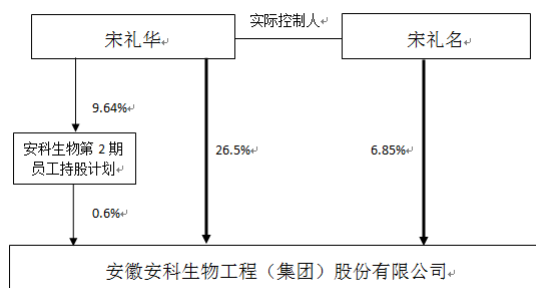 实际控制人
宋礼华
宋礼名
9.64%
安科生物第 2 期
员工持股计划
26.5%
6.85%
0.6%
安徽安科生物工程（集团）股份有限公司